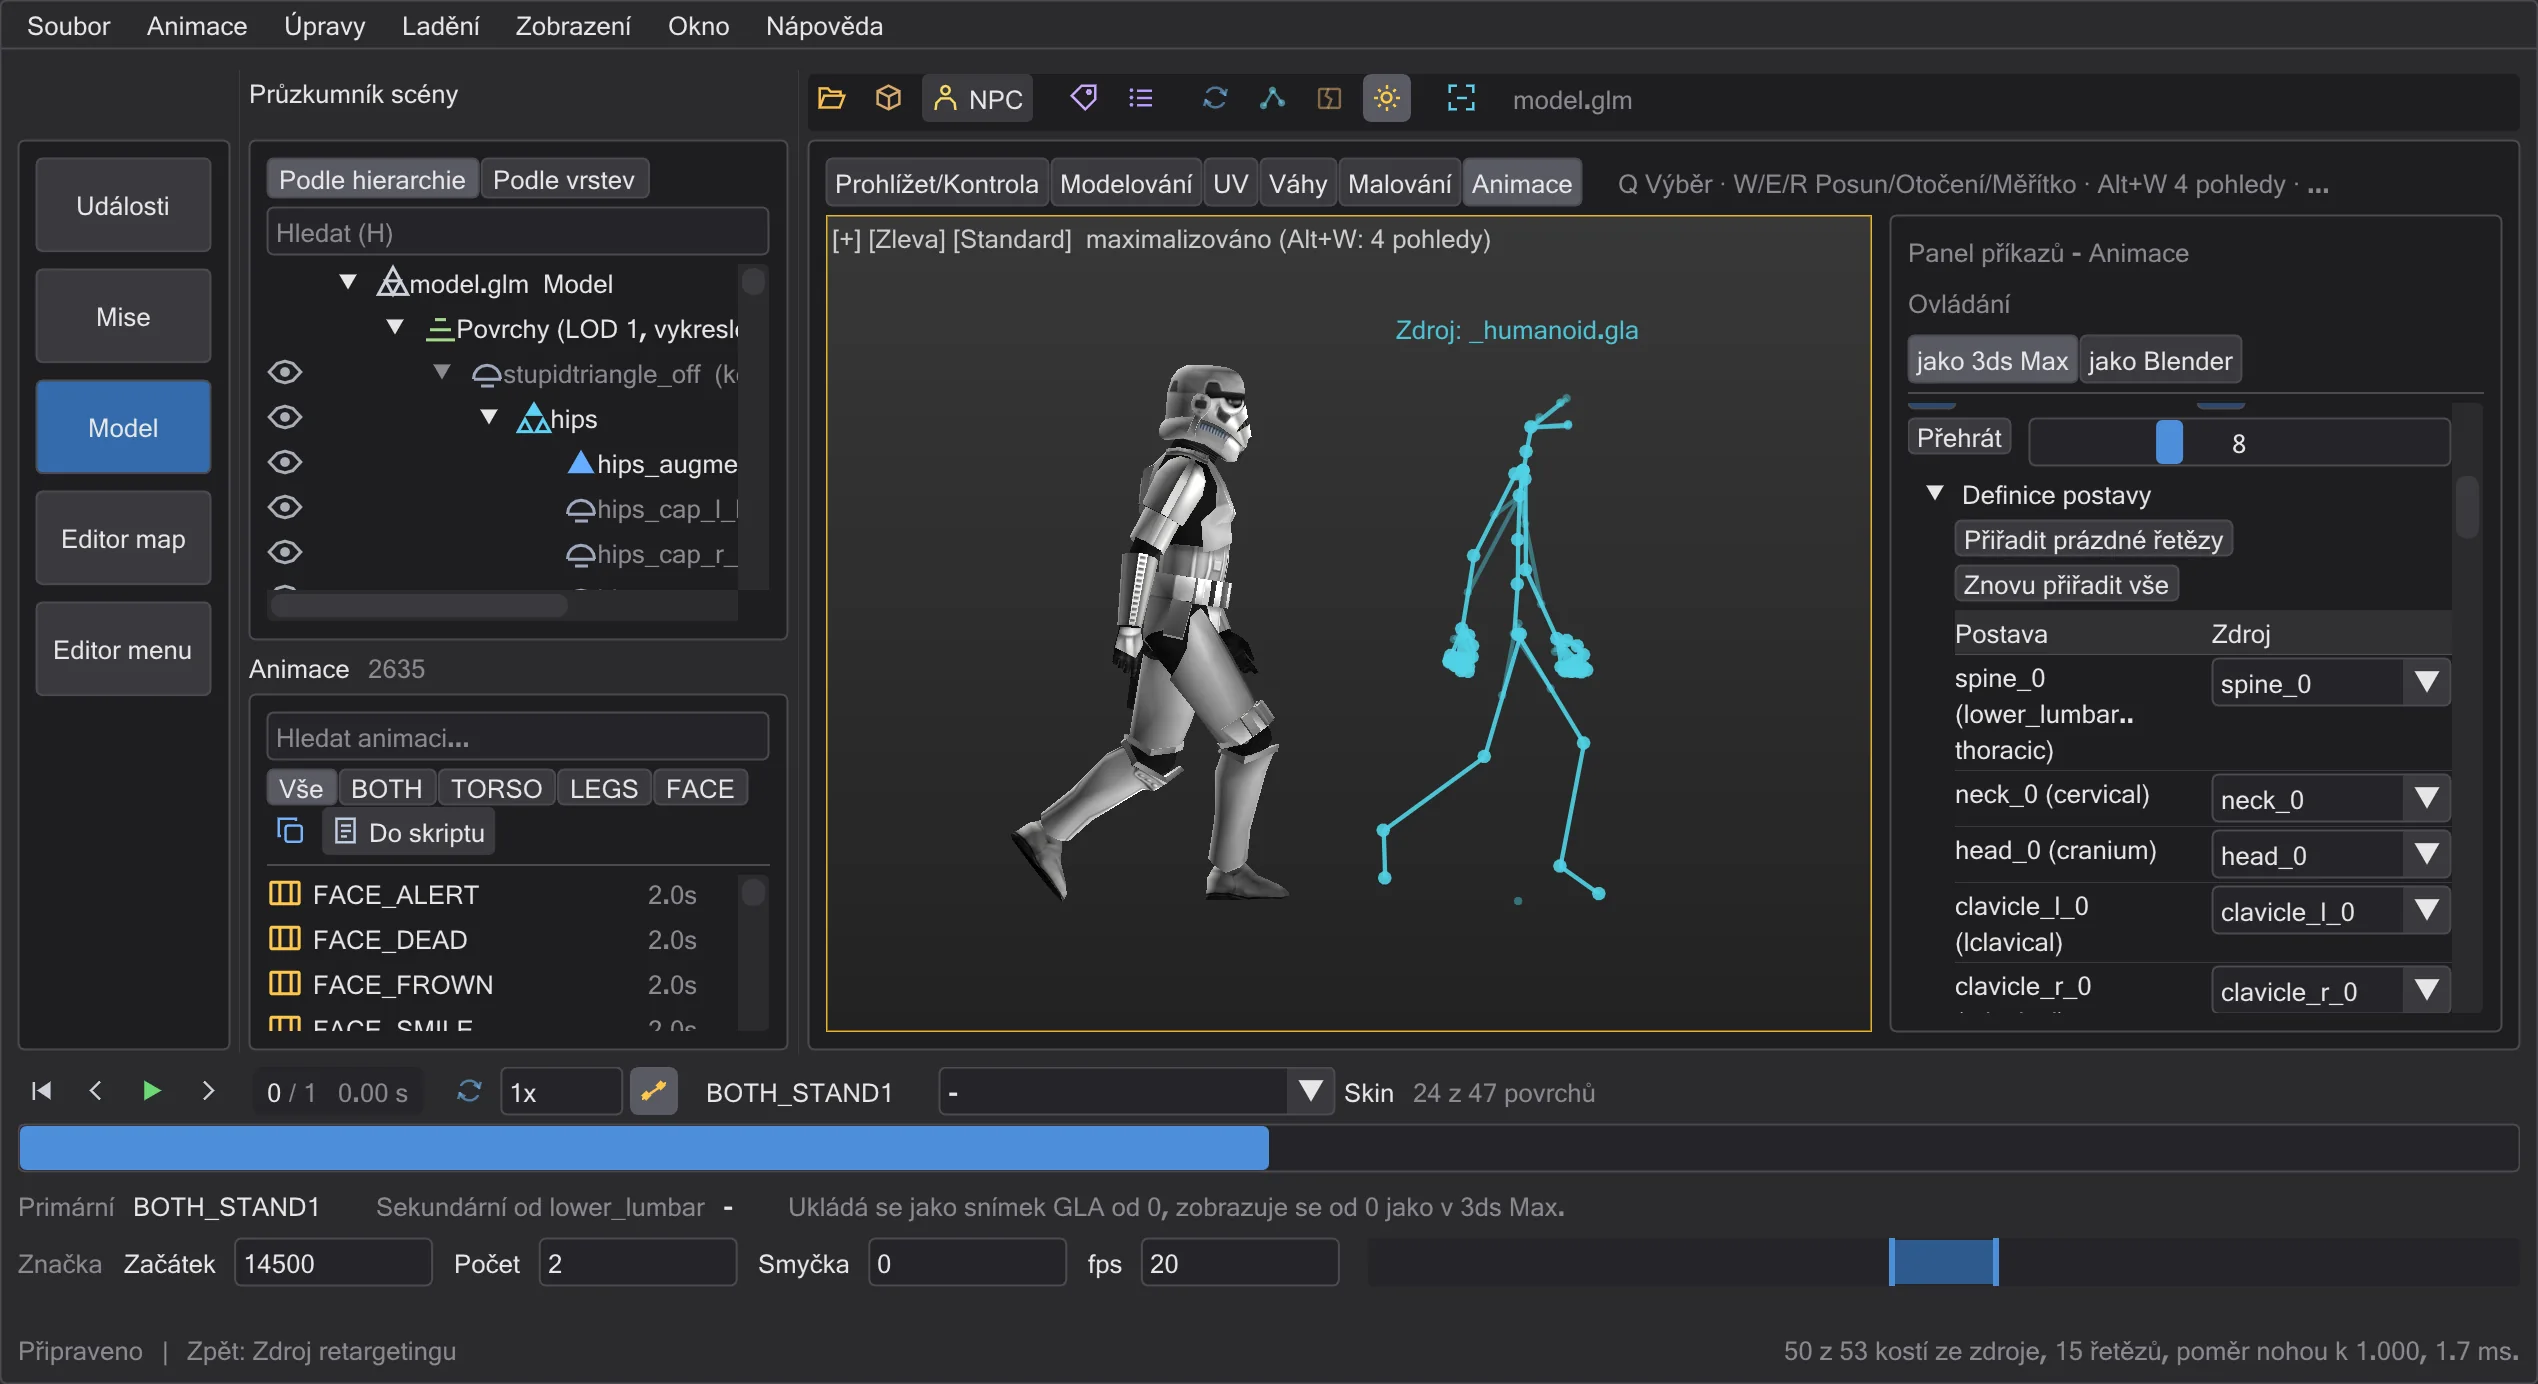 Soubor Animace Úpravy Ladění Zobrazení Okno Nápověda
Průzkumník scény
NPC
model.glm
Události
Mise
Model
Editor map
Editor menu
Podle hierarchie Podle vrstev
Hledat (H)
model.glm Model
Povrchy (LOD 1,
stupidtriangle_off
hips
Animace 2635
Hledat animaci...
Vše BOTH TORSO LEGS FACE
Do skriptu
FACE_ALERT 2.0s
FACE_DEAD 2.0s
FACE_FROWN 2.0s
FACE_SMILE 2.0s
Prohlížet/Kontrola Modelování UV Váhy Malování Animace Q Výběr · W/E/R Posun/Otočení/Měřítko · Alt+W 4 pohledy · ...
[+] [Zleva] [Standard] maximalizováno (Alt+W: 4 pohledy)
Zdroj: _humanoid.gla
Panel příkazů - Animace
Ovládání
jako 3ds Max jako Blender
Přehrát 8
Definice postavy
Přiřadit prázdné řetězy
Znovu přiřadit vše
Postava Zdroj
spine_0 spine_0
(lower_lumbar..
thoracic)
neck_0 (cervical) neck_0
head_0 (cranium) head_0
clavicle_l_0 clavicle_l_0
(lclavical)
clavicle_r_0 clavicle_r_0
0 / 1 0.00 s 1x BOTH_STAND1 - Skin 24 z 47 povrchů
Primární BOTH_STAND1 Sekundární od lower_lumbar - Ukládá se jako snímek GLA od 0, zobrazuje se od 0 jako v 3ds Max.
Značka Začátek 14500 Počet 2 Smyčka 0 fps 20
Připraveno | Zpět: Zdroj retargetingu
50 z 53 kostí ze zdroje, 15 řetězů, poměr nohou k 1.000, 1.7 ms.